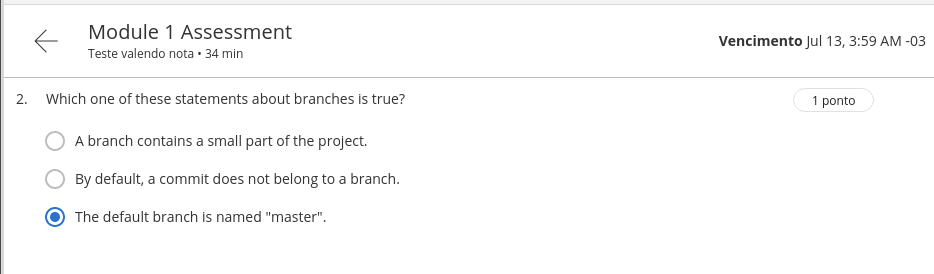 Module 1 Assessment
Teste valendo nota • 34 min
Vencimento Jul 13, 3:59 AM -03
2. Which one of these statements about branches is true?
1 ponto
A branch contains a small part of the project.
By default, a commit does not belong to a branch.
The default branch is named "master".